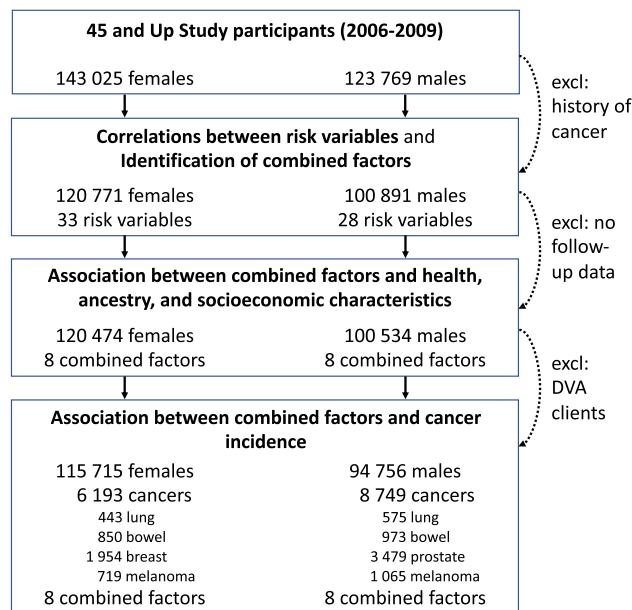 45 and Up Study participants (2006-2009)
143 025 females
123 769 males
excl:
history of
cancer
Correlations between risk variables and
Identification of combined factors
120 771 females
100 891 males
33 risk variables
28 risk variables
excl: no
follow-
up data
Association between combined factors and health,
ancestry, and socioeconomic characteristics
120 474 females
100 534 males
8 combined factors
8 combined factors
excl:
DVA
clients
Association between combined factors and cancer
incidence
115 715 females
94 756 males
6 193 cancers
8 749 cancers
443 lung
575 lung
850 bowel
973 bowel
1 954 breast
3 479 prostate
719 melanoma
1 065 melanoma
8 combined factors
8 combined factors